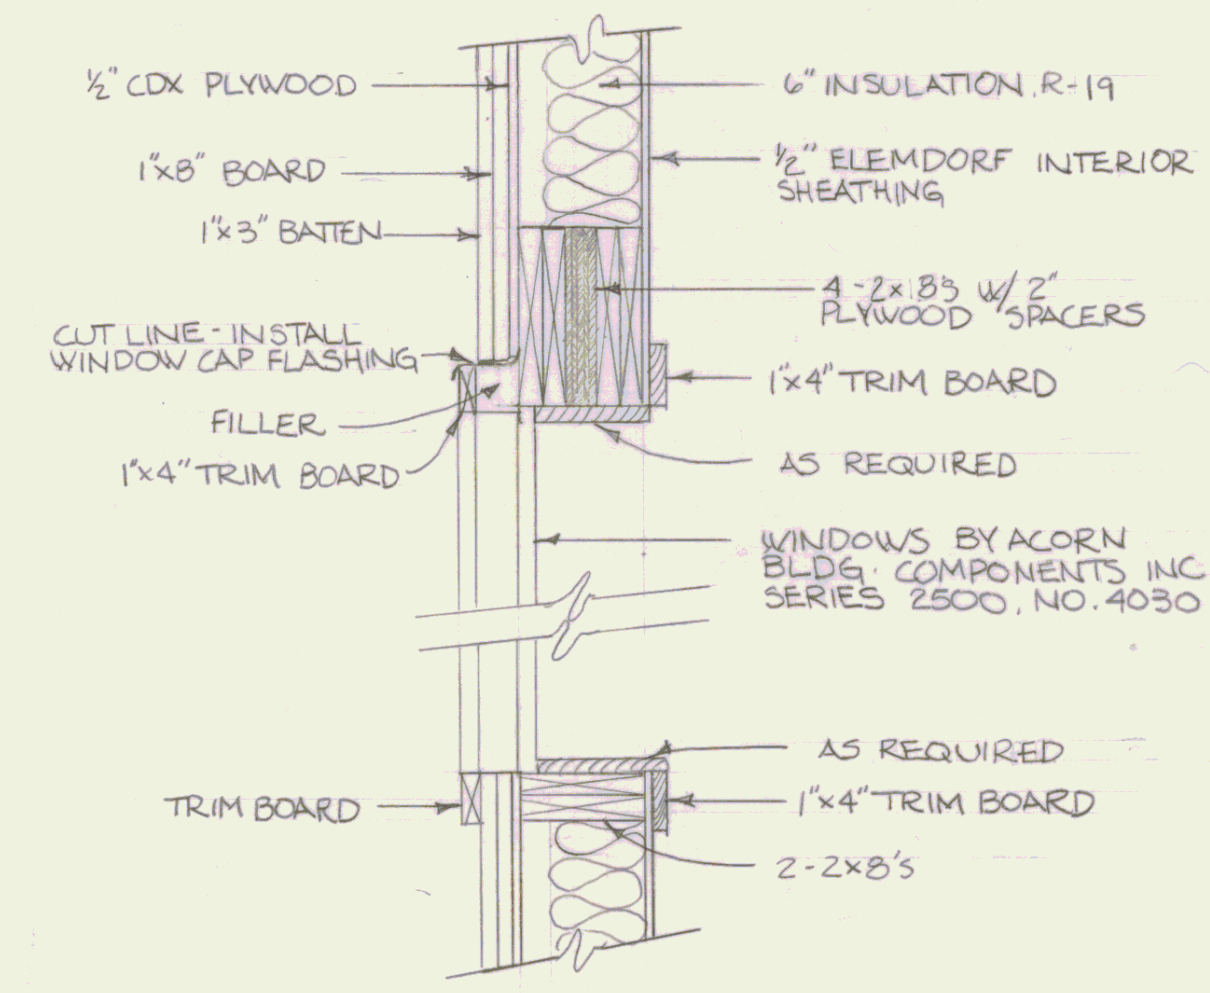 1/2" CDX PLYWOOD
1"x8" BOARD
1"x3" BATTEN
CUT LINE - INSTALL
WINDOW CAP FLASHING
FILLER
1"x4" TRIM BOARD
TRIM BOARD
6" INSULATION, R-19
1/2" ELEMDORF INTERIOR
SHEATHING
4-2x8's W/ 2"
PLYWOOD SPACERS
1"x4" TRIM BOARD
AS REQUIRED
WINDOWS BY ACORN
BLDG. COMPONENTS INC
SERIES 2500, NO. 4030
AS REQUIRED
1"x4" TRIM BOARD
2-2x8's